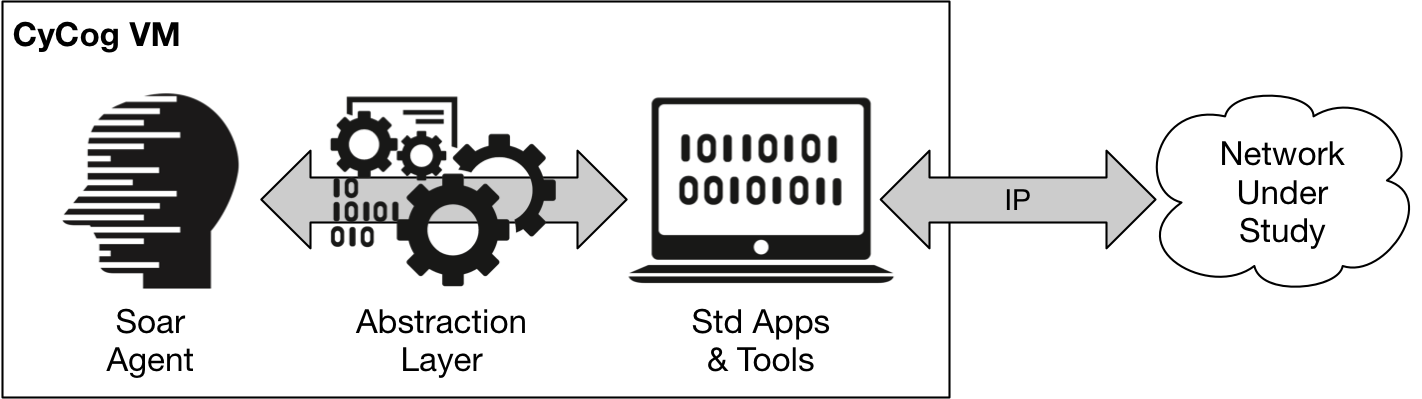 CyCog VM
10
10101
010
10110101
00101011
IP
Network
Under
Study
Soar
Agent
Abstraction
Layer
Std Apps
& Tools